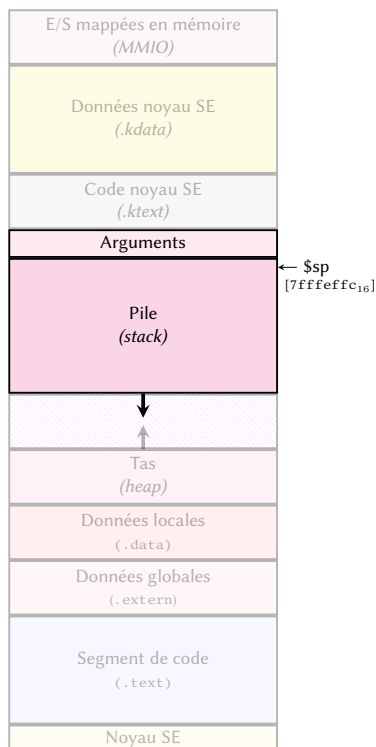 E/S mappées en mémoire
(MMIO)
Données noyau SE
(.kdata)
Code noyau SE
(.ktext)
Arguments
$sp
[7fffeffc₁₆]
Pile
(stack)
Tas
(heap)
Données locales
(.data)
Données globales
(.extern)
Segment de code
(.text)
Noyau SE